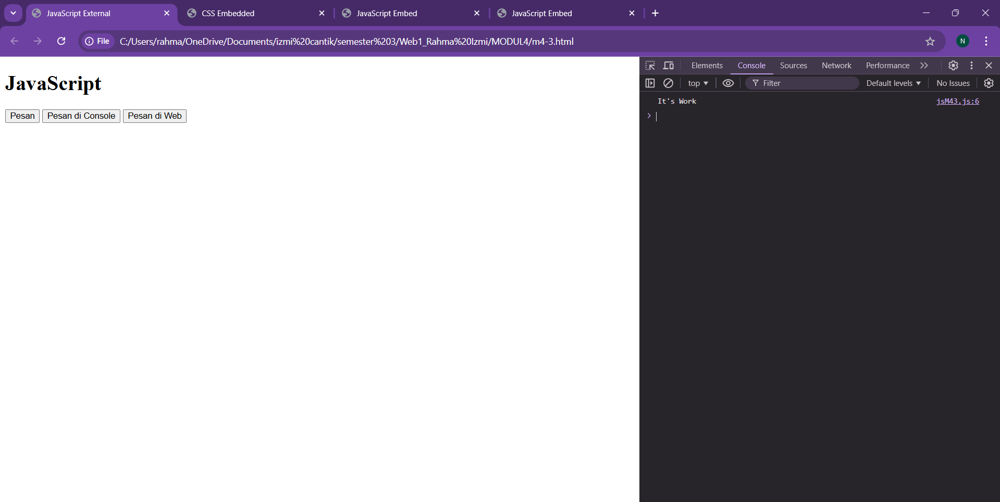 JavaScript External
CSS Embedded
JavaScript Embed
JavaScript Embed
File
C:/Users/rahma/OneDrive/Documents/izmi%20cantik/semester%203/Web1_Rahma%20Izmi/MODUL4/m4-3.html
N
JavaScript
Pesan Pesan di Console Pesan di Web
Elements Console Sources Network Performance
top Filter Default levels No Issues
It's Work jsM43.js:6